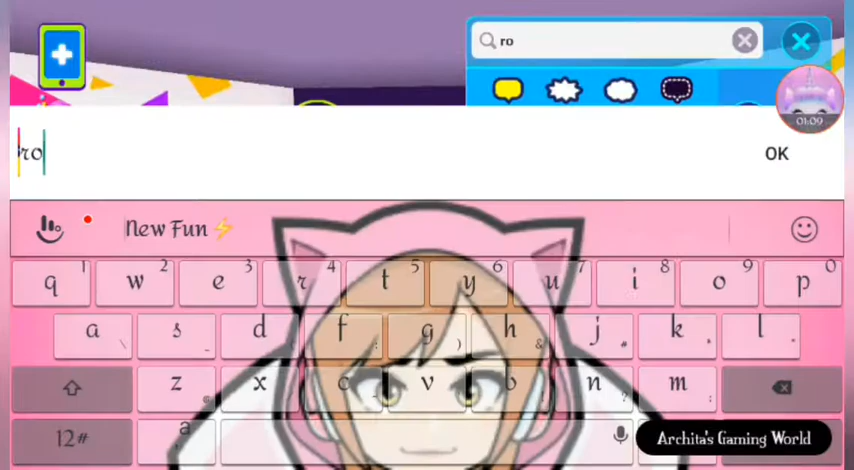 ro
01:09
ro
OK
New Fun⚡
q 1 w 2 e 3 r 4 t 5 y 6 u 7 i 8 o 9 p 0
a \ s _ d f : g ) h & j # k * l "
z @ x c v b n ? m ;
12# a Archita's Gaming World